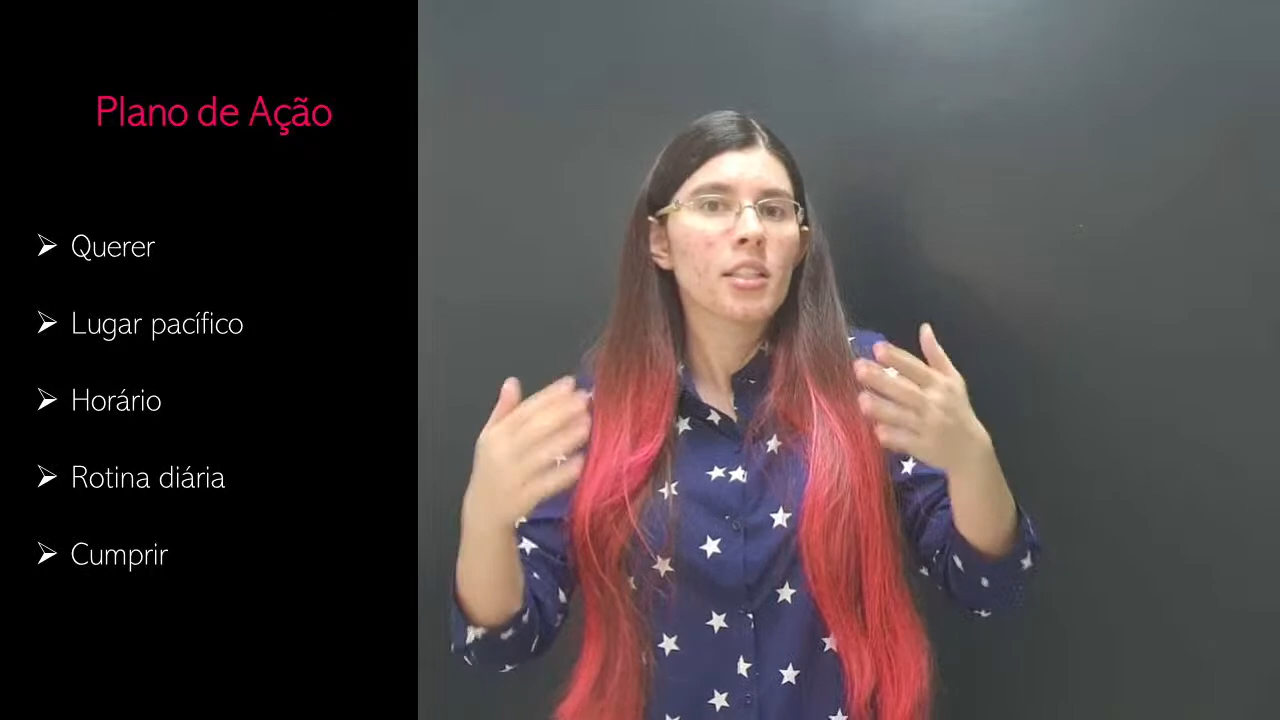 Plano de Ação
Querer
Lugar pacífico
Horário
Rotina diária
Cumprir